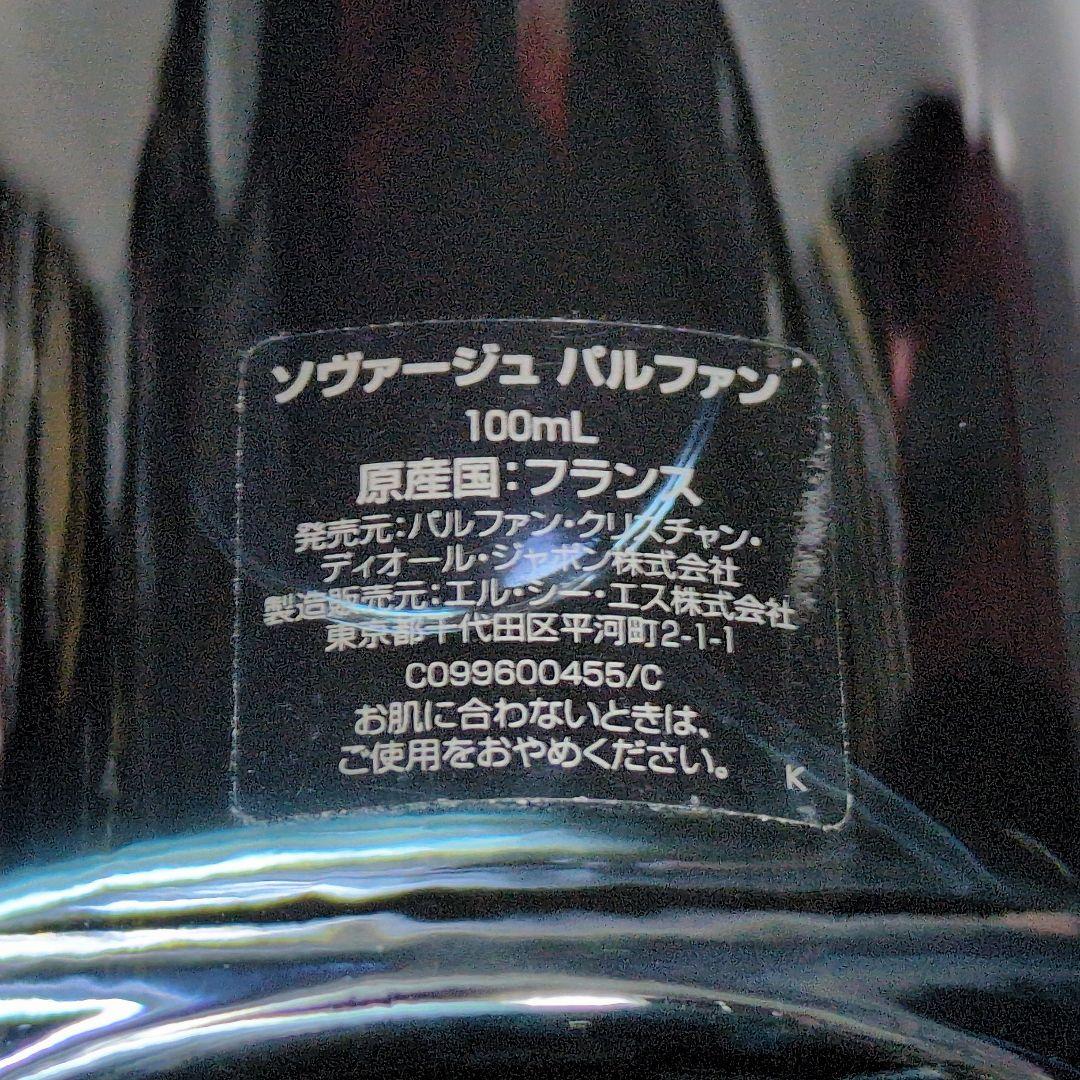 ソヴァージュ パルファン
100mL
原産国:フランス
発売元:パルファン・クリスチャン・
ディオール・ジャポン株式会社
製造販売元:エル・シー・エス株式会社
東京都千代田区平河町2-1-1
C099600455/C
お肌に合わないときは、
ご使用をおやめください。
K